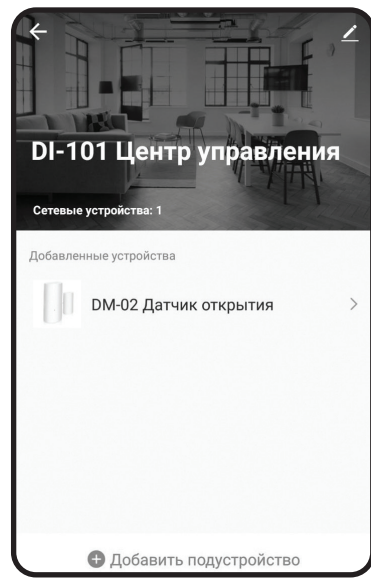 DI-101 Центр управления
Сетевые устройства: 1
Добавленные устройства
DM-02 Датчик открытия
Добавить подустройство